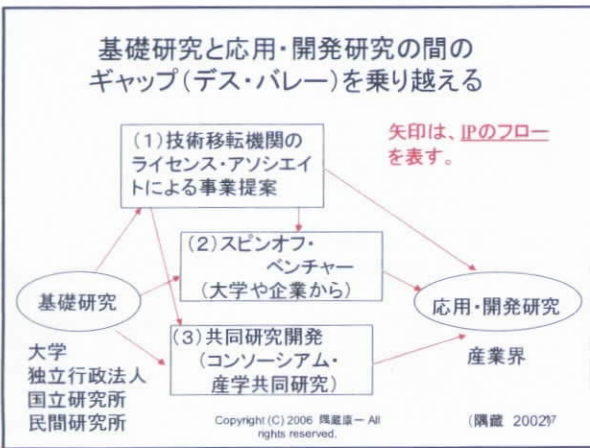 基礎研究と応用・開発研究の間の
ギャップ(デス・バレー)を乗り越える
(1)技術移転機関の
ライセンス・アソシエイ
トによる事業提案
矢印は、IPのフロー
を表す。
(2)スピンオフ・
ベンチャー
(大学や企業から)
基礎研究
応用・開発研究
(3)共同研究開発
(コンソーシアム・
産学共同研究)
大学
独立行政法人
国立研究所
民間研究所
産業界
Copyright (C) 2006 隅蔵康一 All
rights reserved.
(隅蔵 2002)